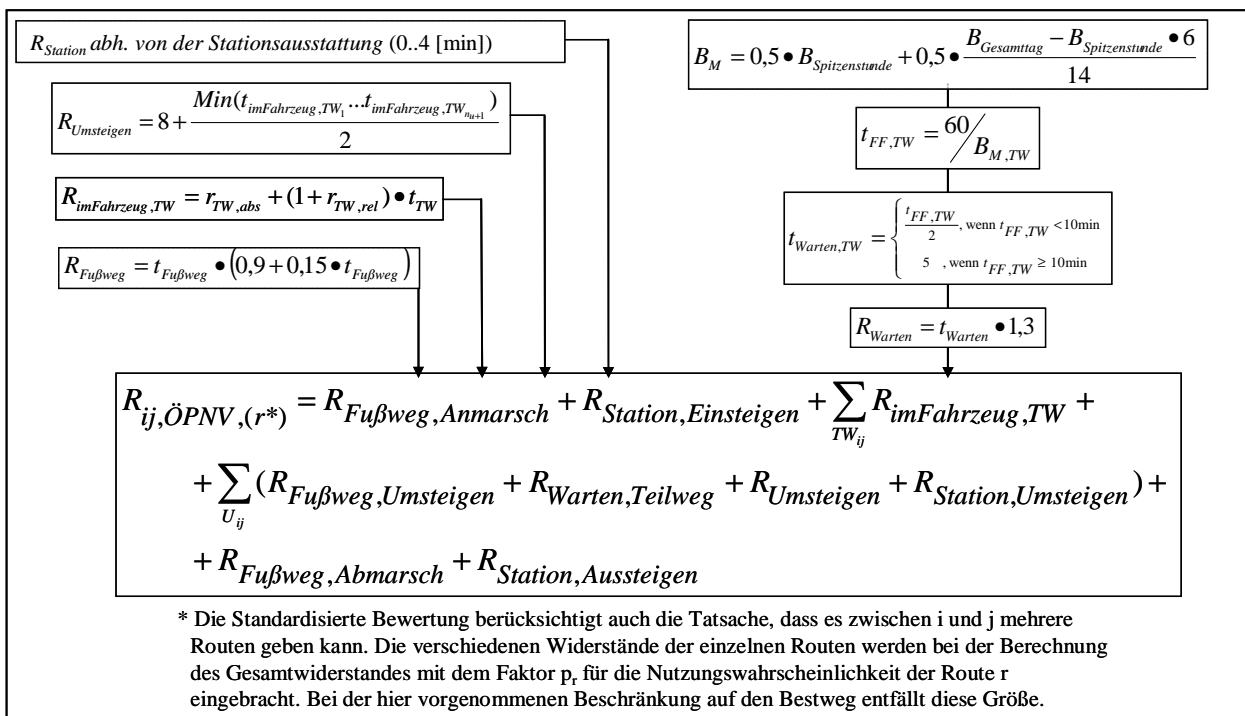 R_Station abh. von der Stationsausstattung (0..4 [min])
R_Umsteigen = 8 + Min(t_imFahrzeug,TW_1 ...t_imFahrzeug,TW_n_u+1) / 2
R_imFahrzeug,TW = r_TW,abs + (1+ r_TW,rel) • t_TW
R_Fußweg = t_Fußweg • (0,9 + 0,15 • t_Fußweg)
B_M = 0,5 • B_Spitzenstunde + 0,5 • (B_Gesamttag − B_Spitzenstunde • 6) / 14
t_FF,TW = 60 / B_M,TW
t_Warten,TW = { t_FF,TW / 2 , wenn t_FF,TW <10min
5 , wenn t_FF,TW ≥ 10min
R_Warten = t_Warten • 1,3
R_ij,ÖPNV,(r*) = R_Fußweg,Anmarsch + R_Station,Einsteigen + ∑_TW_ij R_imFahrzeug,TW +
+ ∑_U_ij (R_Fußweg,Umsteigen + R_Warten,Teilweg + R_Umsteigen + R_Station,Umsteigen) +
+ R_Fußweg,Abmarsch + R_Station,Aussteigen
* Die Standardisierte Bewertung berücksichtigt auch die Tatsache, dass es zwischen i und j mehrere
Routen geben kann. Die verschiedenen Widerstände der einzelnen Routen werden bei der Berechnung
des Gesamtwiderstandes mit dem Faktor p_r für die Nutzungswahrscheinlichkeit der Route r
eingebracht. Bei der hier vorgenommenen Beschränkung auf den Bestweg entfällt diese Größe.